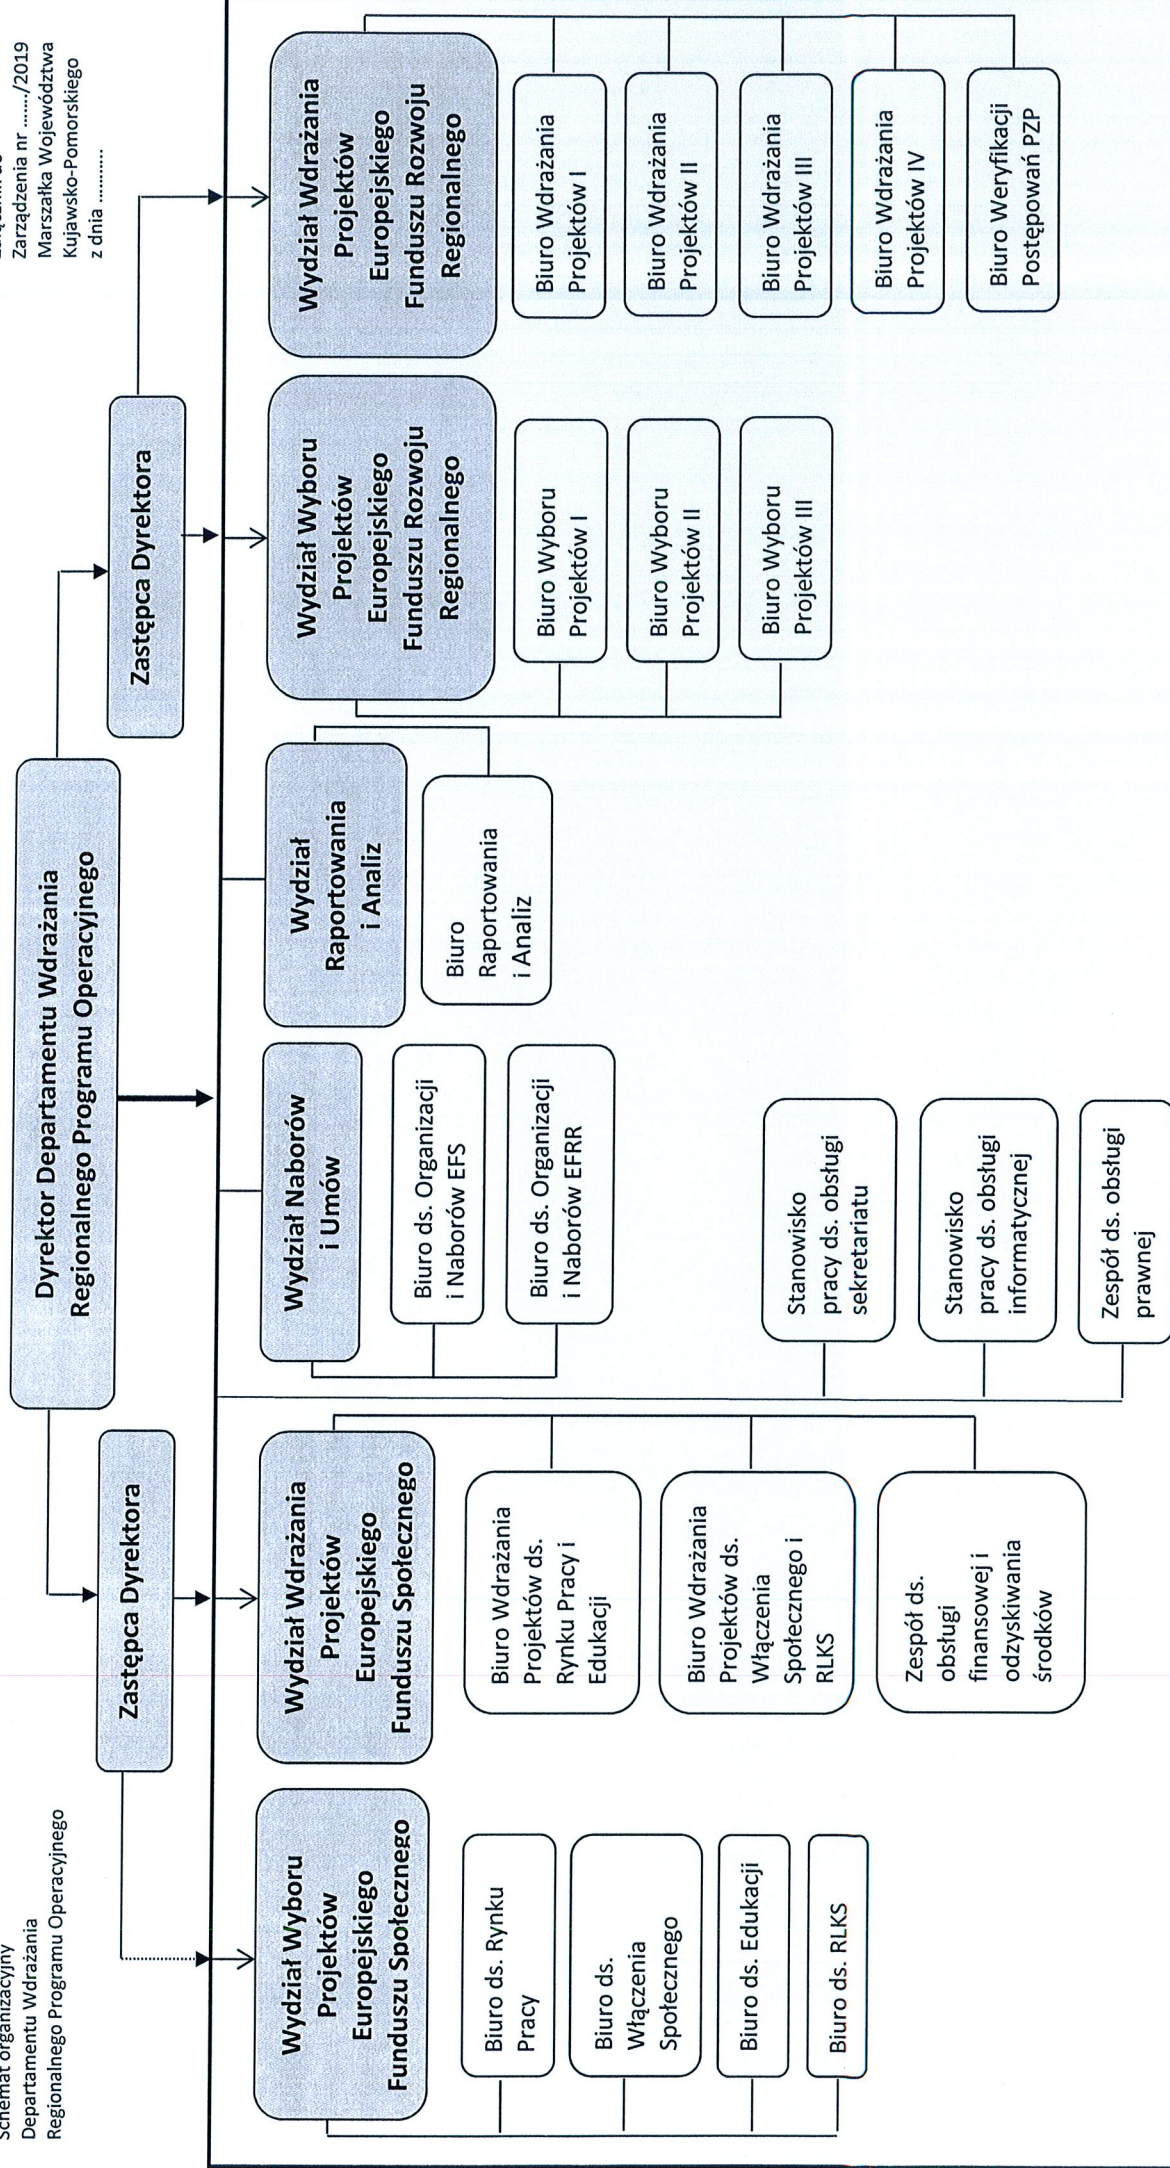 Schemat organizacyjny
Departamentu Wdrażania
Regionalnego Programu Operacyjnego
Zarządzenia nr ......./2019
Marszałka Województwa
Kujawsko-Pomorskiego
z dnia ............
Dyrektor Departamentu Wdrażania
Regionalnego Programu Operacyjnego
Zastępca Dyrektora
Zastępca Dyrektora
Wydział Wyboru
Projektów
Europejskiego
Funduszu Społecznego
Biuro ds. Rynku
Pracy
Biuro ds.
Włączenia
Społecznego
Biuro ds. Edukacji
Biuro ds. RLKS
Wydział Wdrażania
Projektów
Europejskiego
Funduszu Społecznego
Biuro Wdrażania
Projektów ds.
Rynku Pracy i
Edukacji
Biuro Wdrażania
Projektów ds.
Włączenia
Społecznego i
RLKS
Zespół ds.
obsługi
finansowej i
odzyskiwania
środków
Wydział Naborów
i Umów
Biuro ds. Organizacji
i Naborów EFS
Biuro ds. Organizacji
i Naborów EFRR
Stanowisko
pracy ds. obsługi
sekretariatu
Stanowisko
pracy ds. obsługi
informatycznej
Zespół ds. obsługi
prawnej
Wydział
Raportowania
i Analiz
Biuro
Raportowania
i Analiz
Wydział Wyboru
Projektów
Europejskiego
Funduszu Rozwoju
Regionalnego
Biuro Wyboru
Projektów I
Biuro Wyboru
Projektów II
Biuro Wyboru
Projektów III
Wydział Wdrażania
Projektów
Europejskiego
Funduszu Rozwoju
Regionalnego
Biuro Wdrażania
Projektów I
Biuro Wdrażania
Projektów II
Biuro Wdrażania
Projektów III
Biuro Wdrażania
Projektów IV
Biuro Weryfikacji
Postępowań PZP